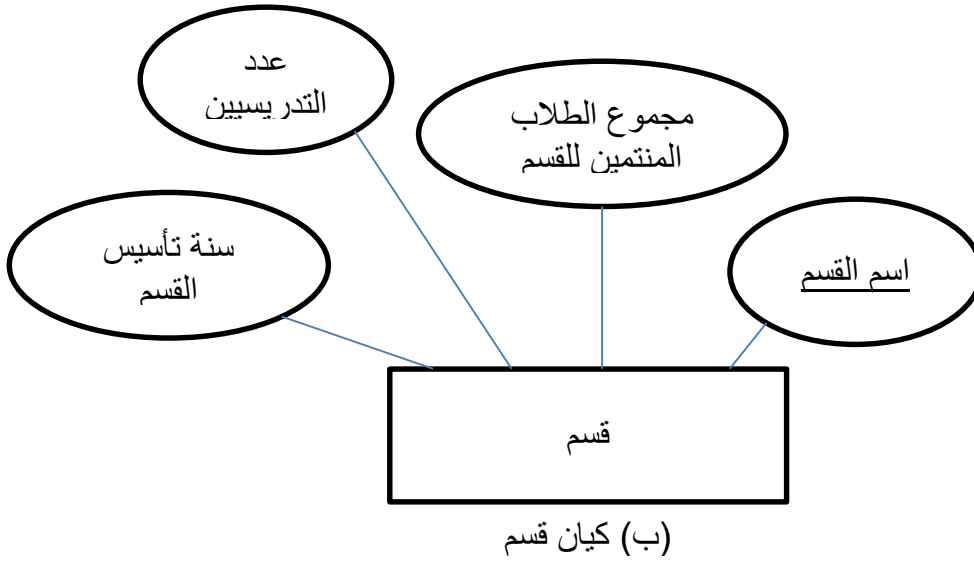 عدد
التدريسيين
مجموع الطلاب
المنتمين للقسم
اسم القسم
سنة تأسيس
القسم
قسم
(ب) كيان قسم